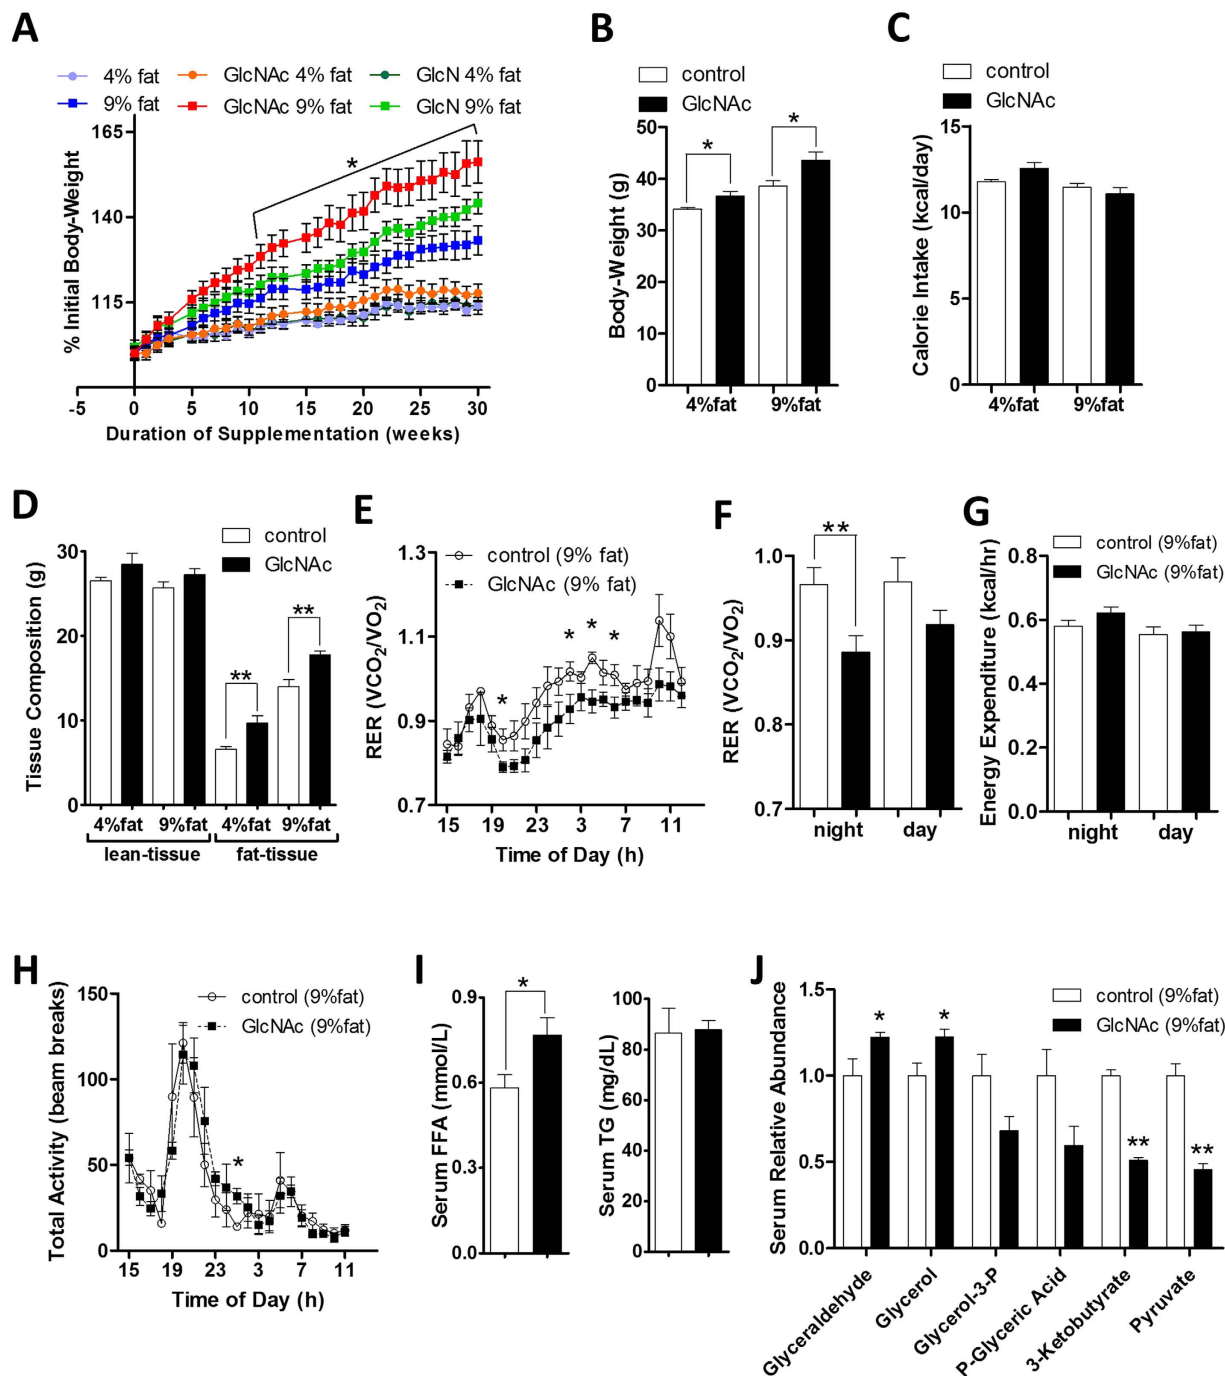 A
4% fat
GlcNAc 4% fat
GlcN 4% fat
9% fat
GlcNAc 9% fat
GlcN 9% fat
% Initial Body-Weight
165
140
115
*
-5 0 5 10 15 20 25 30
Duration of Supplementation (weeks)
B
control
GlcNAc
Body-Weight (g)
50
40
30
20
10
0
* *
4%fat 9%fat
C
control
GlcNAc
Calorie Intake (kcal/day)
15
10
5
0
4%fat 9%fat
D
control
GlcNAc
Tissue Composition (g)
30
20
10
0
** **
4%fat 9%fat 4%fat 9%fat
lean-tissue fat-tissue
E
control (9% fat)
GlcNAc (9% fat)
RER (VCO2/VO2)
1.3
1.1
0.9
0.7
* * * *
15 19 23 3 7 11
Time of Day (h)
F
RER (VCO2/VO2)
1.0
0.9
0.8
0.7
**
night day
G
control (9%fat)
GlcNAc (9%fat)
Energy Expenditure (kcal/hr)
0.8
0.6
0.4
0.2
0.0
night day
H
control (9%fat)
GlcNAc (9%fat)
Total Activity (beam breaks)
150
100
50
0
*
15 19 23 3 7 11
Time of Day (h)
I
Serum FFA (mmol/L)
0.9
0.6
0.3
0.0
*
Serum TG (mg/dL)
100
80
60
40
20
0
J
control (9%fat)
GlcNAc (9%fat)
Serum Relative Abundance
1.5
1.0
0.5
0.0
* * ** **
Glyceraldehyde
Glycerol
Glycerol-3-P
P-Glyceric Acid
3-Ketobutyrate
Pyruvate